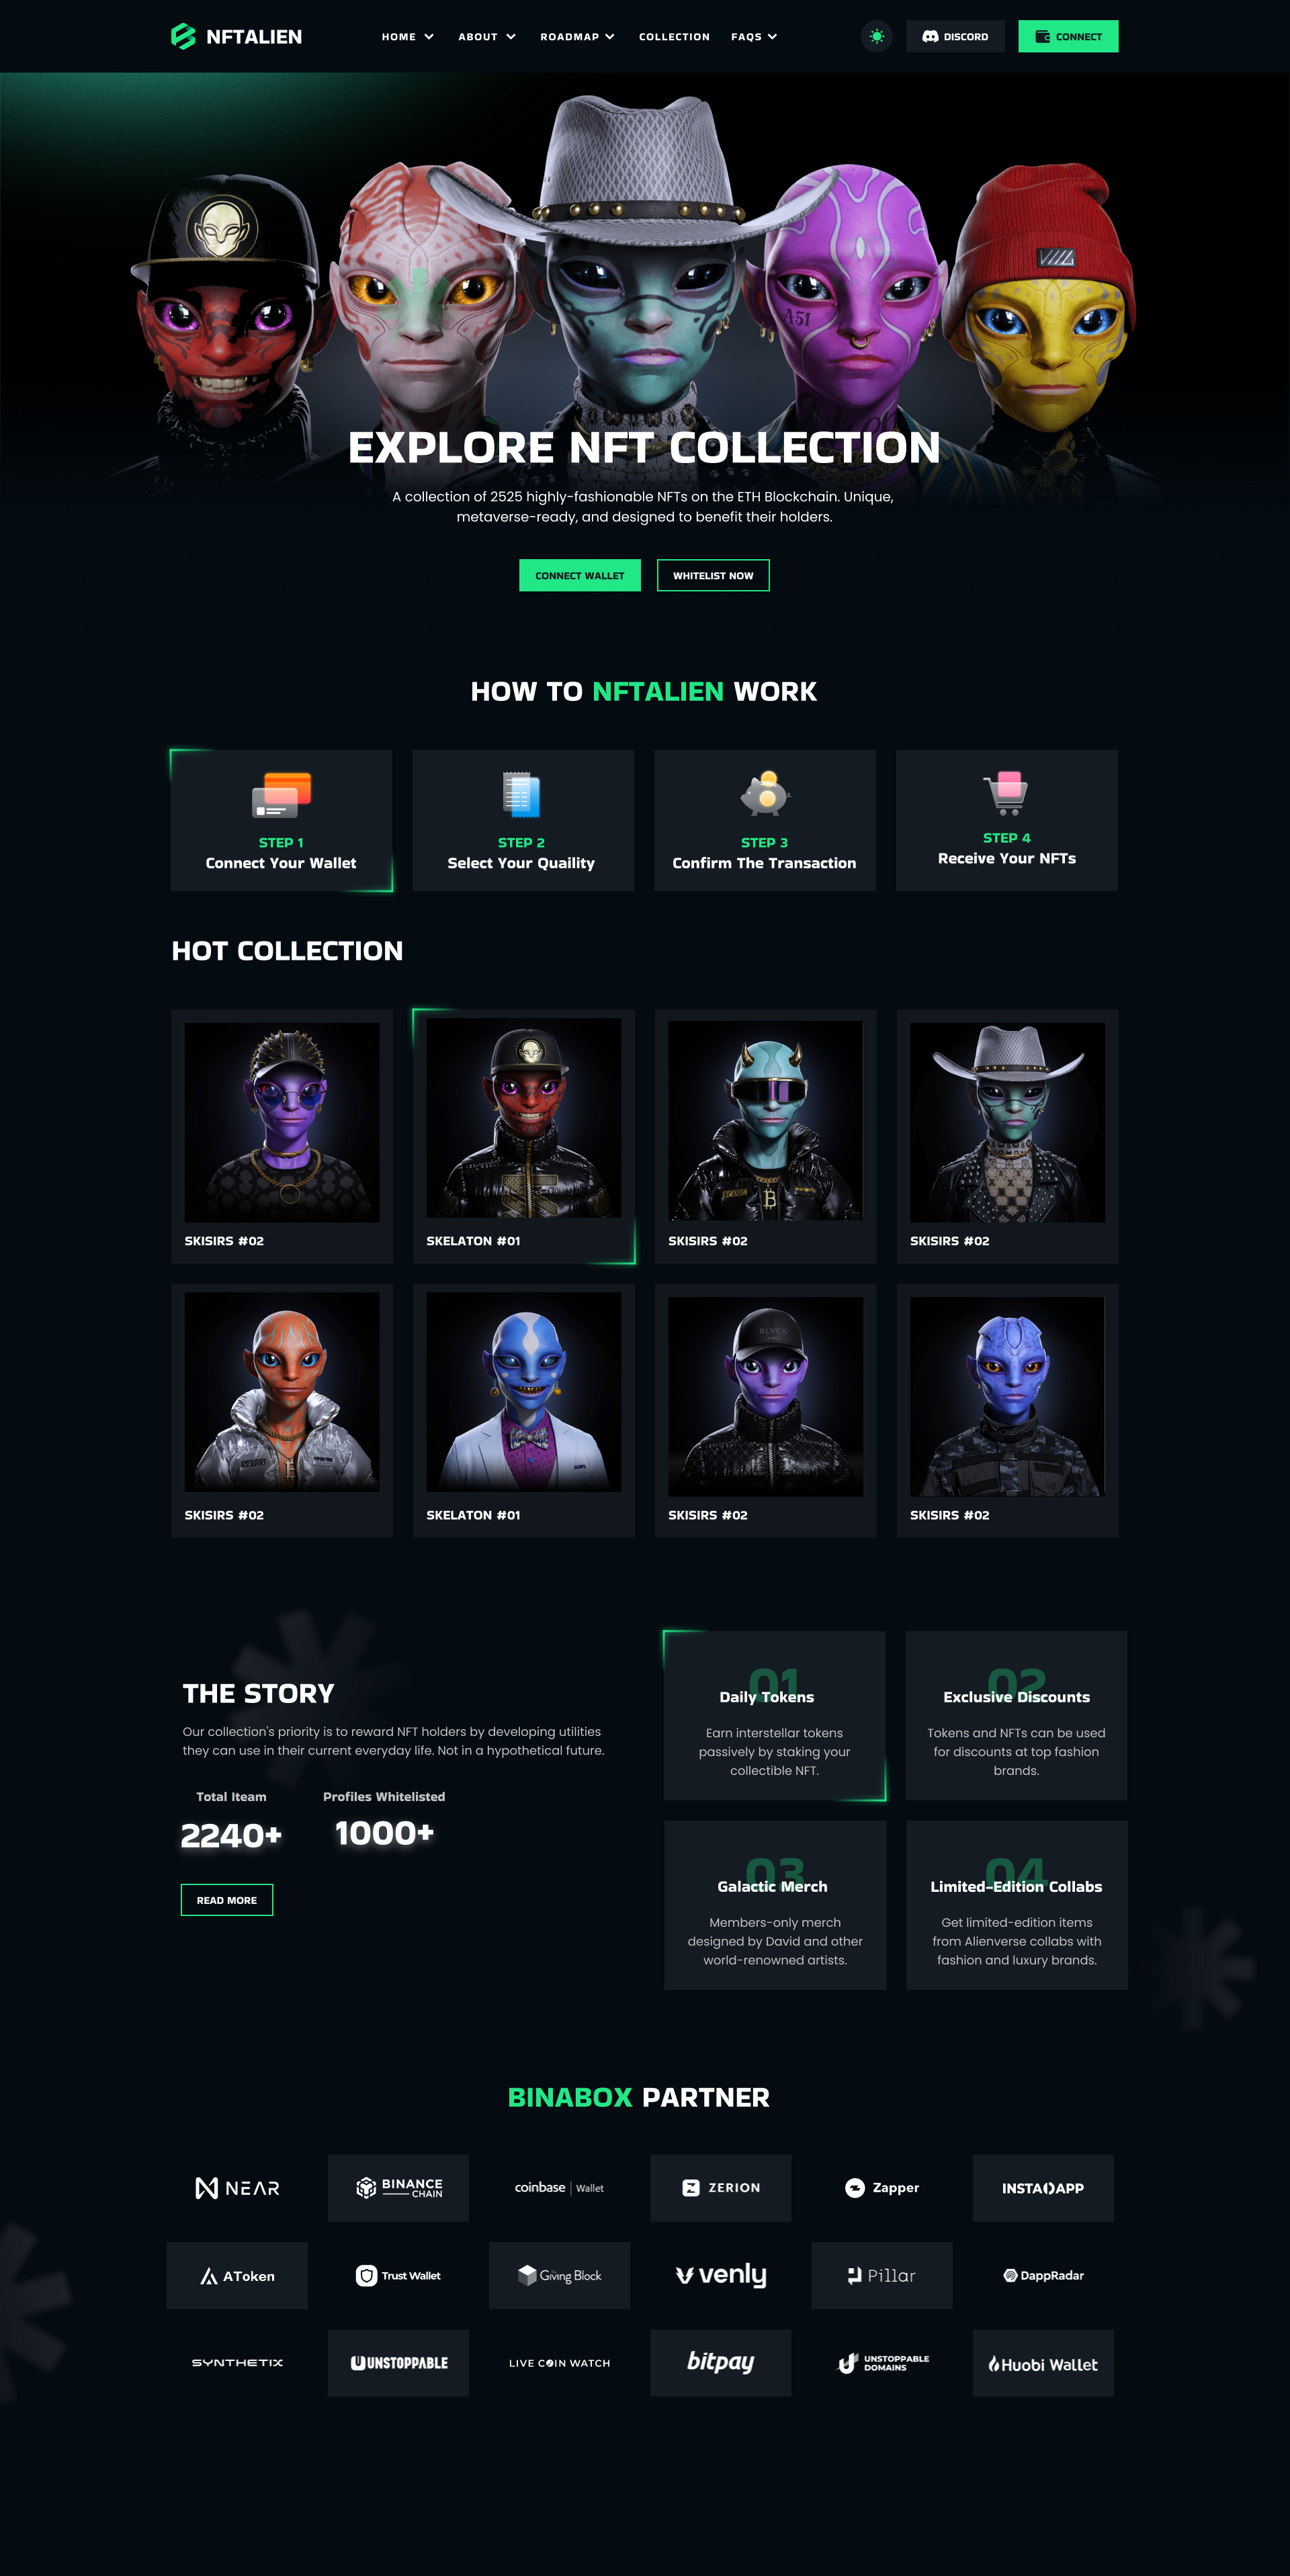 NFTALIEN
HOME
ABOUT
ROADMAP
COLLECTION
FAQS
DISCORD
CONNECT
A51
EXPLORE NFT COLLECTION
A collection of 2525 highly-fashionable NFTs on the ETH Blockchain. Unique,
metaverse-ready, and designed to benefit their holders.
CONNECT WALLET
WHITELIST NOW
HOW TO NFTALIEN WORK
STEP 1
Connect Your Wallet
STEP 2
Select Your Quaility
STEP 3
Confirm The Transaction
STEP 4
Receive Your NFTs
HOT COLLECTION
SKISIRS #02
SKELATON #01
SKISIRS #02
SKISIRS #02
BLVCK
SKISIRS #02
SKELATON #01
SKISIRS #02
SKISIRS #02
THE STORY
Our collection's priority is to reward NFT holders by developing utilities
they can use in their current everyday life. Not in a hypothetical future.
Total Iteam
2240+
Profiles Whitelisted
1000+
READ MORE
01
Daily Tokens
Earn interstellar tokens
passively by staking your
collectible NFT.
02
Exclusive Discounts
Tokens and NFTs can be used
for discounts at top fashion
brands.
03
Galactic Merch
Members-only merch
designed by David and other
world-renowned artists.
04
Limited-Edition Collabs
Get limited-edition items
from Alienverse collabs with
fashion and luxury brands.
BINABOX PARTNER
NEAR
BINANCE
CHAIN
coinbase | Wallet
ZERION
Zapper
INSTADAPP
AToken
Trust Wallet
Giving Block
venly
Pillar
DappRadar
SYNTHETIX
UNSTOPPABLE
LIVE COIN WATCH
bitpay
UNSTOPPABLE
DOMAINS
Huobi Wallet